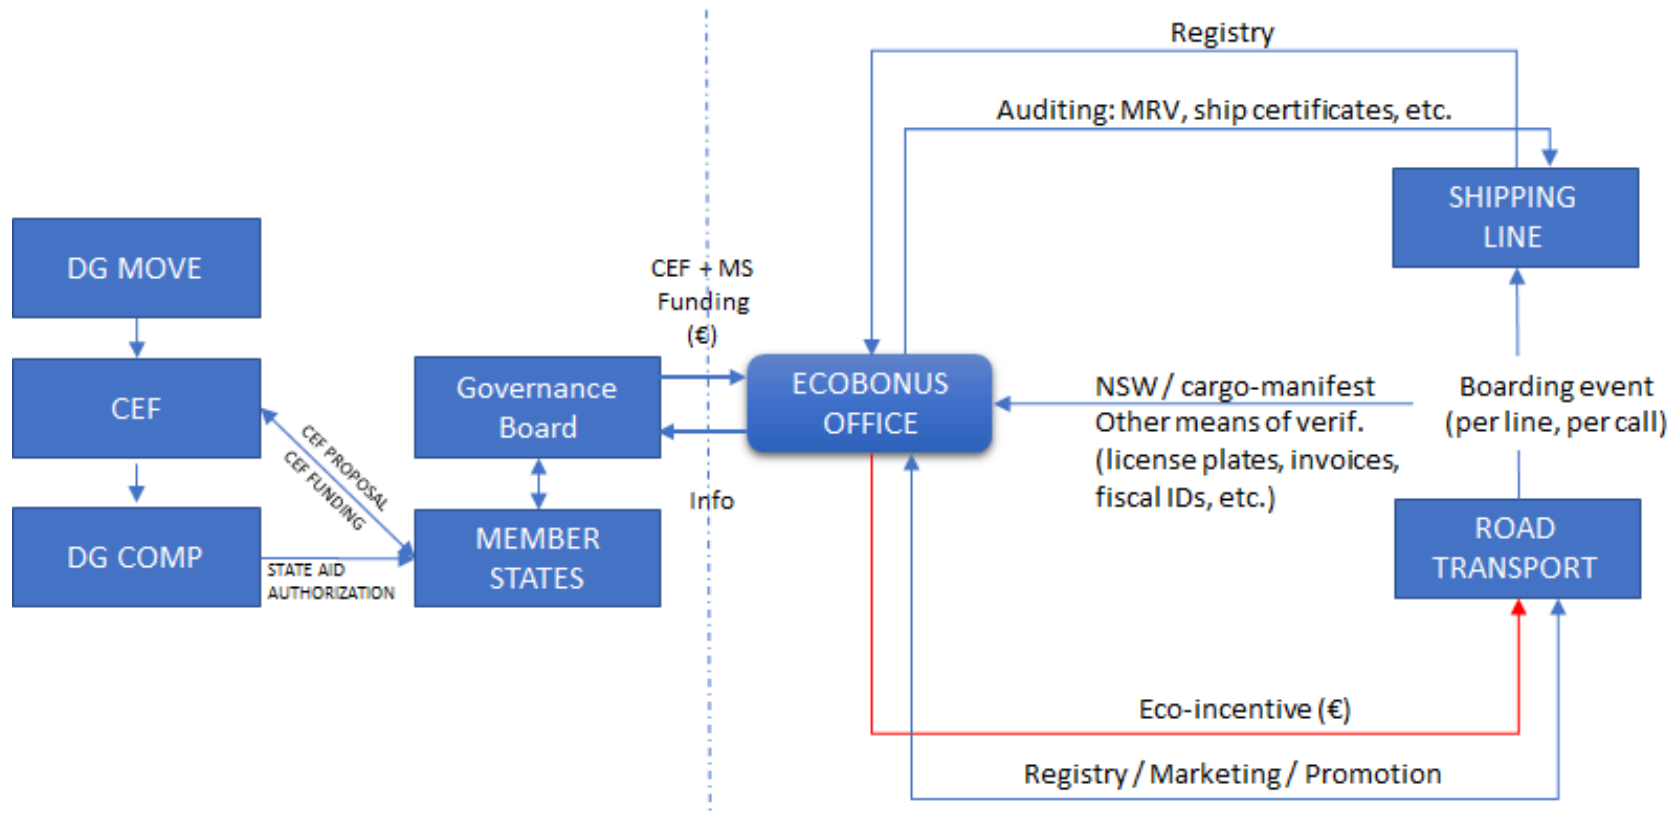 Registry
Auditing: MRV, ship certificates, etc.
SHIPPING
LINE
DG MOVE
CEF + MS
Funding
(€)
CEF
Governance
Board
ECOBONUS
OFFICE
NSW / cargo-manifest
Other means of verif.
(license plates, invoices,
fiscal IDs, etc.)
Boarding event
(per line, per call)
CEF PROPOSAL
CEF FUNDING
Info
DG COMP
STATE AID
AUTHORIZATION
MEMBER
STATES
ROAD
TRANSPORT
Eco-incentive (€)
Registry / Marketing / Promotion